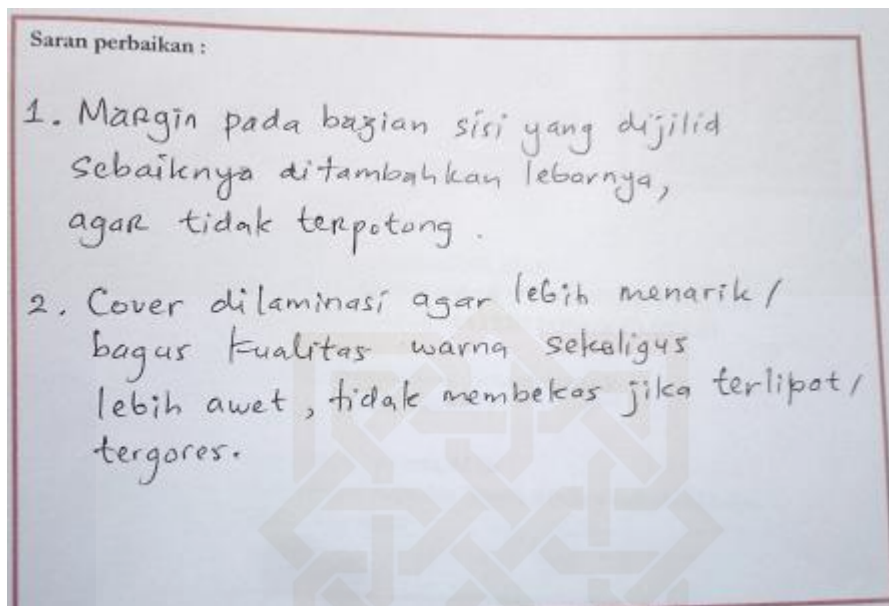 Saran perbaikan :
1. Margin pada bagian sisi yang dijilid
sebaiknya ditambahkan lebarnya,
agar tidak terpotong.
2. Cover dilaminasi agar lebih menarik/
bagus kualitas warna sekaligus
lebih awet, tidak membekas jika terlipat/
tergores.